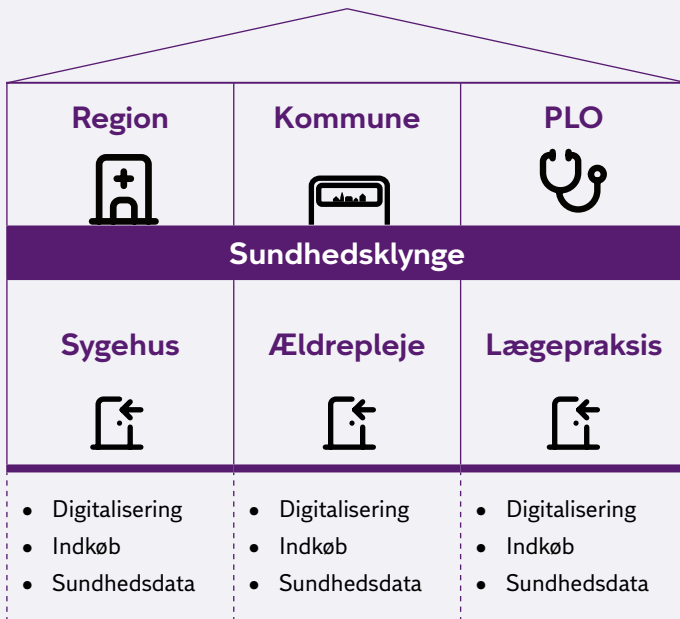 Region Kommune PLO
Sundhedsklynge
Sygehus Ældrepleje Lægepraksis
• Digitalisering • Digitalisering • Digitalisering
• Indkøb • Indkøb • Indkøb
• Sundhedsdata • Sundhedsdata • Sundhedsdata